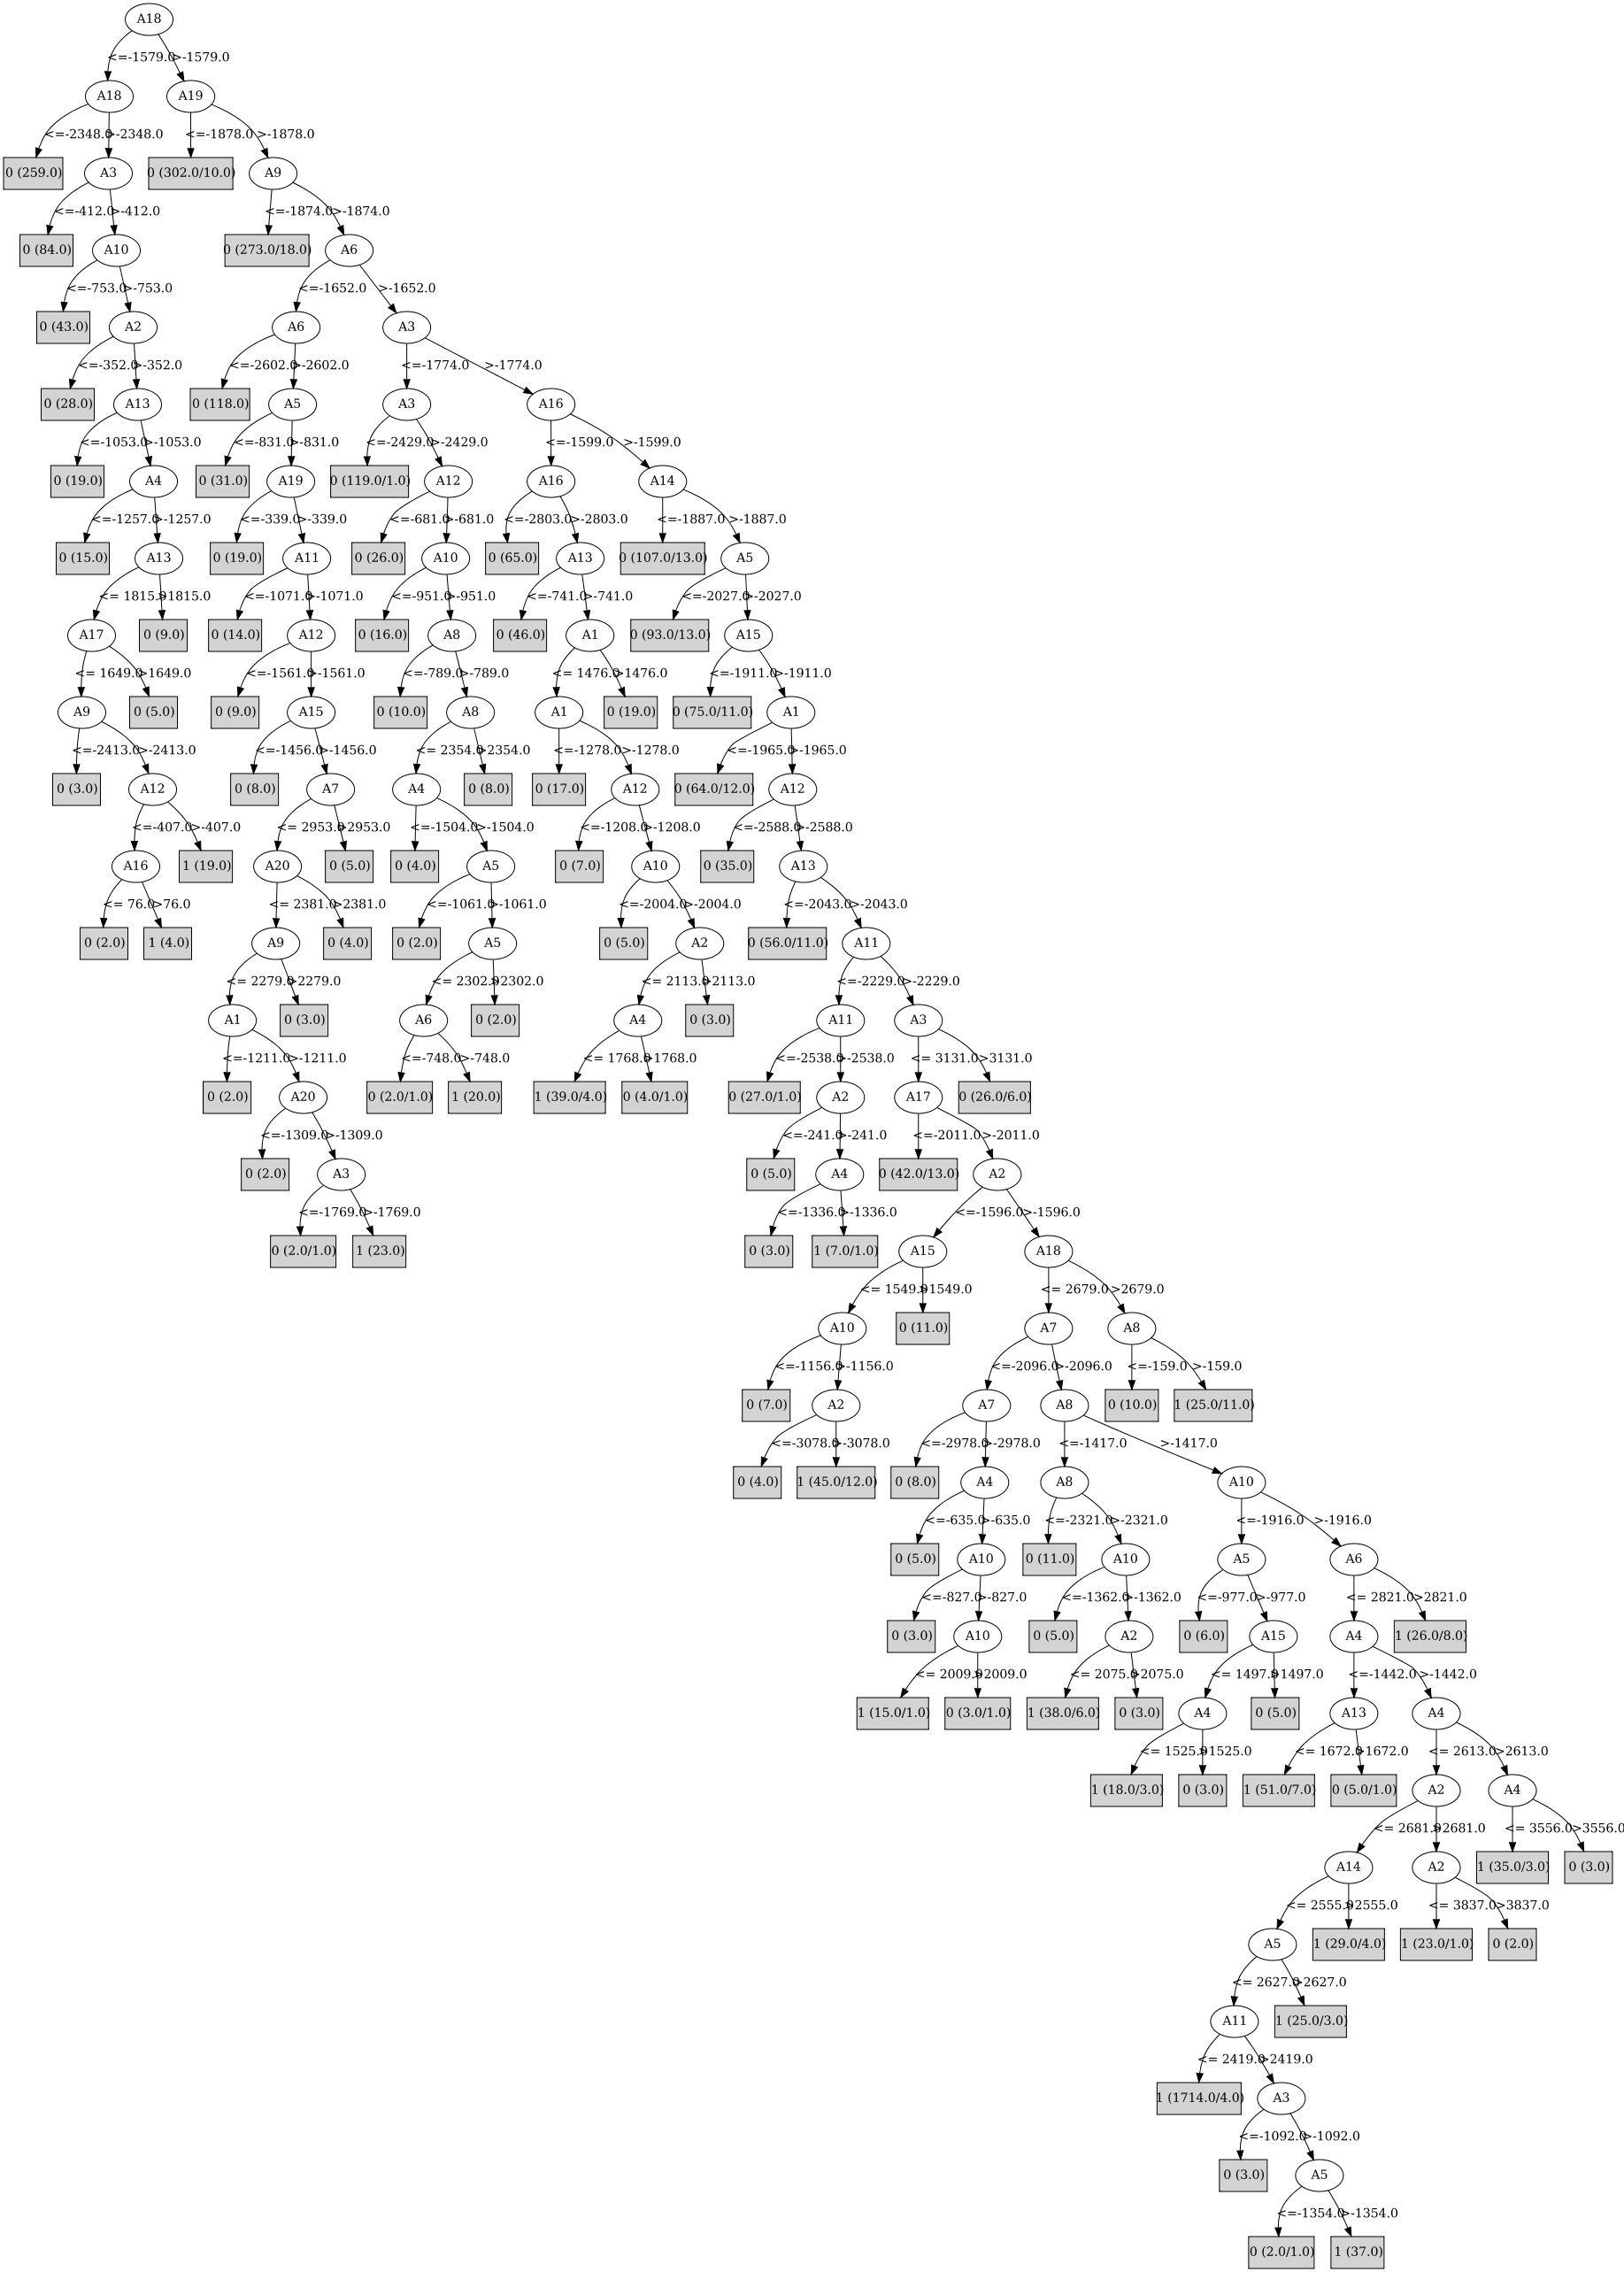 A18
<=-1579.0 >-1579.0
A18 A19
<=-2348.0 >-2348.0 <=-1878.0 >-1878.0
0 (259.0) A3 0 (302.0/10.0) A9
<=-412.0 >-412.0 <=-1874.0 >-1874.0
0 (84.0) A10 0 (273.0/18.0) A6
<=-753.0 >-753.0 <=-1652.0 >-1652.0
0 (43.0) A2 A6 A3
<=-352.0 >-352.0 <=-2602.0 >-2602.0 <=-1774.0 >-1774.0
0 (28.0) A13 0 (118.0) A5 A3 A16
<=-1053.0 >-1053.0 <=-831.0 >-831.0 <=-2429.0 >-2429.0 <=-1599.0 >-1599.0
0 (19.0) A4 0 (31.0) A19 0 (119.0/1.0) A12 A16 A14
<=-1257.0 >-1257.0 <=-339.0 >-339.0 <=-681.0 >-681.0 <=-2803.0 >-2803.0 <=-1887.0 >-1887.0
0 (15.0) A13 0 (19.0) A11 0 (26.0) A10 0 (65.0) A13 0 (107.0/13.0) A5
<= 1815.0 >1815.0 <=-1071.0 >-1071.0 <=-951.0 >-951.0 <=-741.0 >-741.0 <=-2027.0 >-2027.0
A17 0 (9.0) 0 (14.0) A12 0 (16.0) A8 0 (46.0) A1 0 (93.0/13.0) A15
<= 1649.0 >1649.0 <=-1561.0 >-1561.0 <=-789.0 >-789.0 <= 1476.0 >1476.0 <=-1911.0 >-1911.0
A9 0 (5.0) 0 (9.0) A15 0 (10.0) A8 A1 0 (19.0) 0 (75.0/11.0) A1
<=-2413.0 >-2413.0 <=-1456.0 >-1456.0 <= 2354.0 >2354.0 <=-1278.0 >-1278.0 <=-1965.0 >-1965.0
0 (3.0) A12 0 (8.0) A7 A4 0 (8.0) 0 (17.0) A12 0 (64.0/12.0) A12
<=-407.0 >-407.0 <= 2953.0 >2953.0 <=-1504.0 >-1504.0 <=-1208.0 >-1208.0 <=-2588.0 >-2588.0
A16 1 (19.0) A20 0 (5.0) 0 (4.0) A5 0 (7.0) A10 0 (35.0) A13
<= 76.0 >76.0 <= 2381.0 >2381.0 <=-1061.0 >-1061.0 <=-2004.0 >-2004.0 <=-2043.0 >-2043.0
0 (2.0) 1 (4.0) A9 0 (4.0) 0 (2.0) A5 0 (5.0) A2 0 (56.0/11.0) A11
<= 2279.0 >2279.0 <= 2302.0 >2302.0 <= 2113.0 >2113.0 <=-2229.0 >-2229.0
A1 0 (3.0) A6 0 (2.0) A4 0 (3.0) A11 A3
<=-1211.0 >-1211.0 <=-748.0 >-748.0 <= 1768.0 >1768.0 <=-2538.0 >-2538.0 <= 3131.0 >3131.0
0 (2.0) A20 0 (2.0/1.0) 1 (20.0) 1 (39.0/4.0) 0 (4.0/1.0) 0 (27.0/1.0) A2 A17 0 (26.0/6.0)
<=-1309.0 >-1309.0 <=-241.0 >-241.0 <=-2011.0 >-2011.0
0 (2.0) A3 0 (5.0) A4 0 (42.0/13.0) A2
<=-1769.0 >-1769.0 <=-1336.0 >-1336.0 <=-1596.0 >-1596.0
0 (2.0/1.0) 1 (23.0) 0 (3.0) 1 (7.0/1.0) A15 A18
<= 1549.0 >1549.0 <= 2679.0 >2679.0
A10 0 (11.0) A7 A8
<=-1156.0 >-1156.0 <=-2096.0 >-2096.0 <=-159.0 >-159.0
0 (7.0) A2 A7 A8 0 (10.0) 1 (25.0/11.0)
<=-3078.0 >-3078.0 <=-2978.0 >-2978.0 <=-1417.0 >-1417.0
0 (4.0) 1 (45.0/12.0) 0 (8.0) A4 A8 A10
<=-635.0 >-635.0 <=-2321.0 >-2321.0 <=-1916.0 >-1916.0
0 (5.0) A10 0 (11.0) A10 A5 A6
<=-827.0 >-827.0 <=-1362.0 >-1362.0 <=-977.0 >-977.0 <= 2821.0 >2821.0
0 (3.0) A10 0 (5.0) A2 0 (6.0) A15 A4 1 (26.0/8.0)
<= 2009.0 >2009.0 <= 2075.0 >2075.0 <= 1497.0 >1497.0 <=-1442.0 >-1442.0
1 (15.0/1.0) 0 (3.0/1.0) 1 (38.0/6.0) 0 (3.0) A4 0 (5.0) A13 A4
<= 1525.0 >1525.0 <= 1672.0 >1672.0 <= 2613.0 >2613.0
1 (18.0/3.0) 0 (3.0) 1 (51.0/7.0) 0 (5.0/1.0) A2 A4
<= 2681.0 >2681.0 <= 3556.0 >3556.0
A14 A2 1 (35.0/3.0) 0 (3.0)
<= 2555.0 >2555.0 <= 3837.0 >3837.0
A5 1 (29.0/4.0) 1 (23.0/1.0) 0 (2.0)
<= 2627.0 >2627.0
A11 1 (25.0/3.0)
<= 2419.0 >2419.0
1 (1714.0/4.0) A3
<=-1092.0 >-1092.0
0 (3.0) A5
<=-1354.0 >-1354.0
0 (2.0/1.0) 1 (37.0)